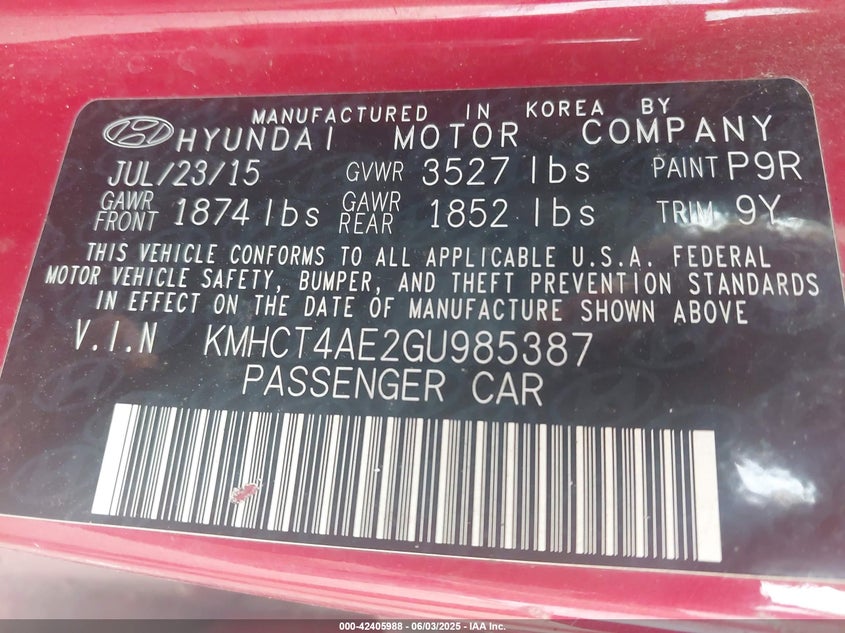 MANUFACTURED IN KOREA BY
HYUNDAI MOTOR COMPANY
JUL/23/15 GVWR 3527 lbs PAINT P9R
GAWR FRONT 1874 lbs GAWR REAR 1852 lbs TRIM 9Y
THIS VEHICLE CONFORMS TO ALL APPLICABLE U.S.A. FEDERAL
MOTOR VEHICLE SAFETY, BUMPER, AND THEFT PREVENTION STANDARDS
IN EFFECT ON THE DATE OF MANUFACTURE SHOWN ABOVE
V.I.N KMHCT4AE2GU985387
PASSENGER CAR
000-42405988 - 06/03/2025 - IAA Inc.